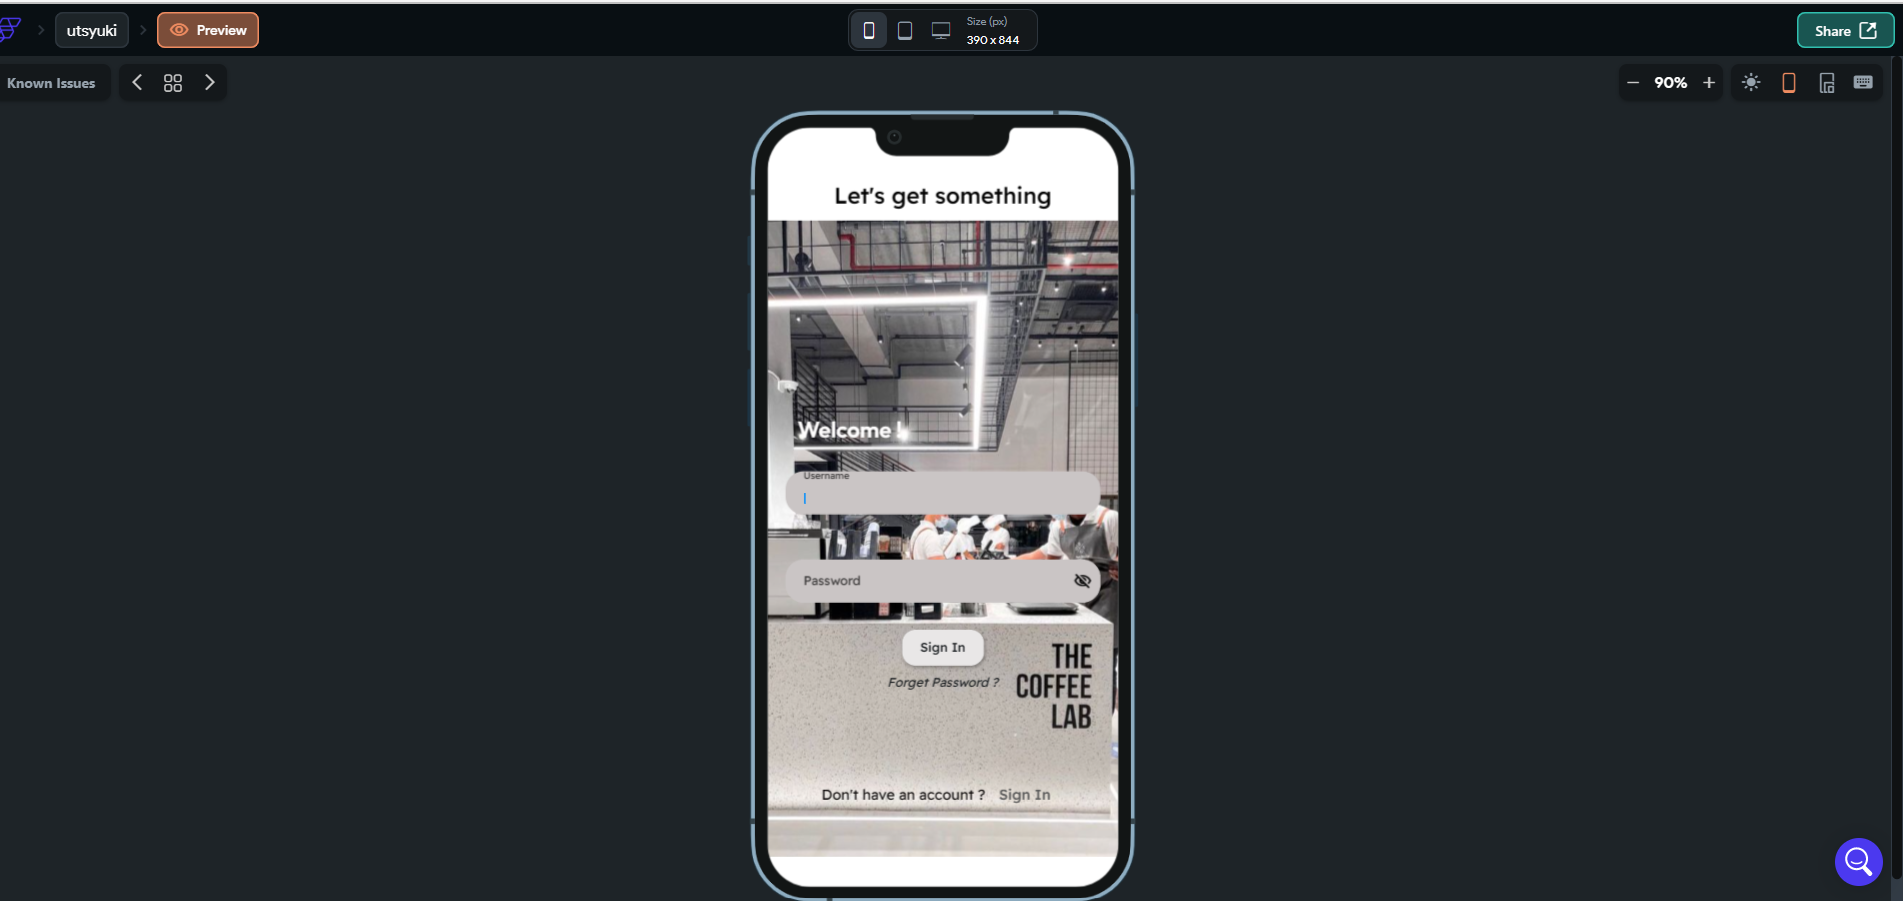 utsyuki
Preview
Size (px)
390 x 844
Share
Known Issues
90%
Let's get something
Welcome !
Username
Password
Sign In
Forget Password ?
THE
COFFEE
LAB
Don't have an account ? Sign In